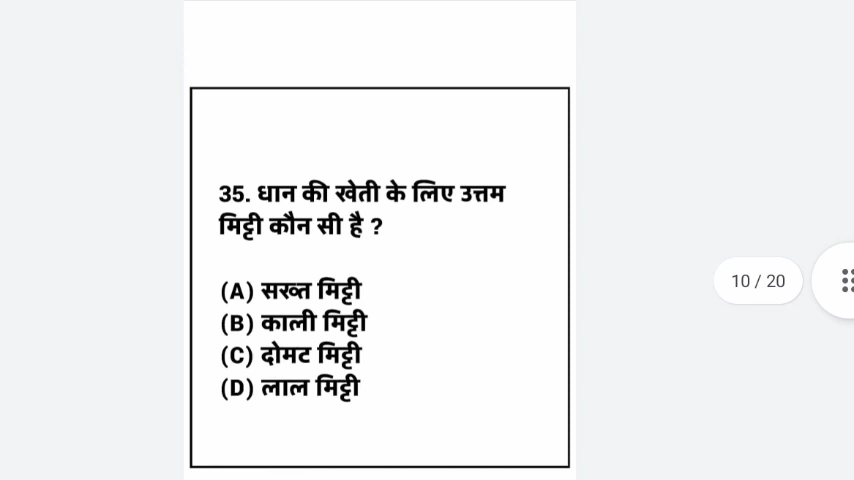 35. धान की खेती के लिए उत्तम
मिट्टी कौन सी है ?
(A) सख्त मिट्टी
(B) काली मिट्टी
(C) दोमट मिट्टी
(D) लाल मिट्टी
10 / 20